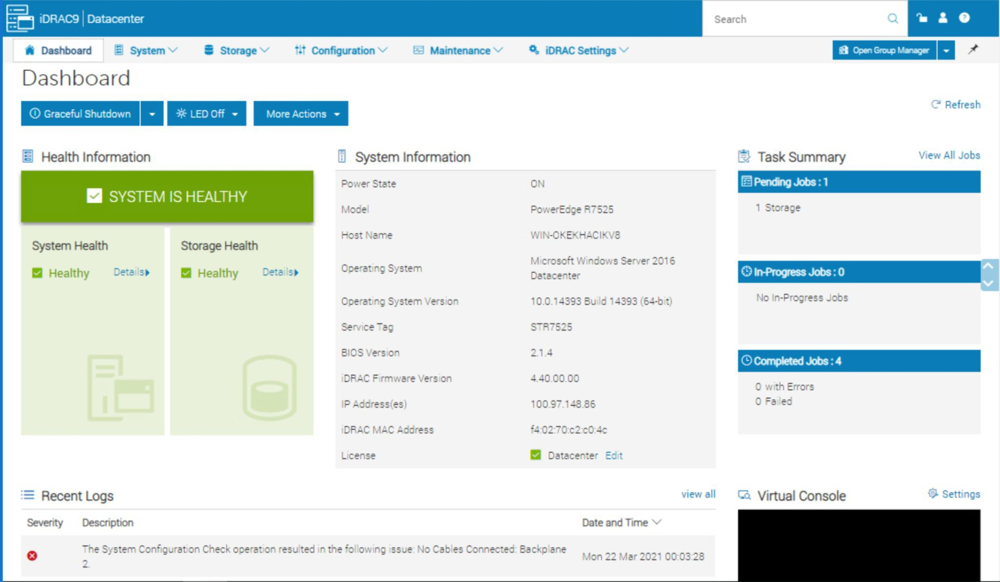 iDRAC9 | Datacenter
Search
Dashboard
System
Storage
Configuration
Maintenance
iDRAC Settings
Open Group Manager
Dashboard
Graceful Shutdown
LED Off
More Actions
Refresh
Health Information
SYSTEM IS HEALTHY
System Health
Healthy
Details
Storage Health
Healthy
Details
System Information
Power State ON
Model PowerEdge R7525
Host Name WIN-OKEKHACIKV8
Operating System Microsoft Windows Server 2016
Datacenter
Operating System Version 10.0.14393 Build 14393 (64-bit)
Service Tag STR7525
BIOS Version 2.1.4
iDRAC Firmware Version 4.40.00.00
IP Address(es) 100.97.148.86
iDRAC MAC Address f4:02:70:c2:c0:4c
License Datacenter Edit
Task Summary
View All Jobs
Pending Jobs : 1
1 Storage
In-Progress Jobs : 0
No In-Progress Jobs
Completed Jobs : 4
0 with Errors
0 Failed
Recent Logs
view all
Severity Description Date and Time
The System Configuration Check operation resulted in the following issue: No Cables Connected: Backplane
2.
Mon 22 Mar 2021 00:03:28
Virtual Console
Settings